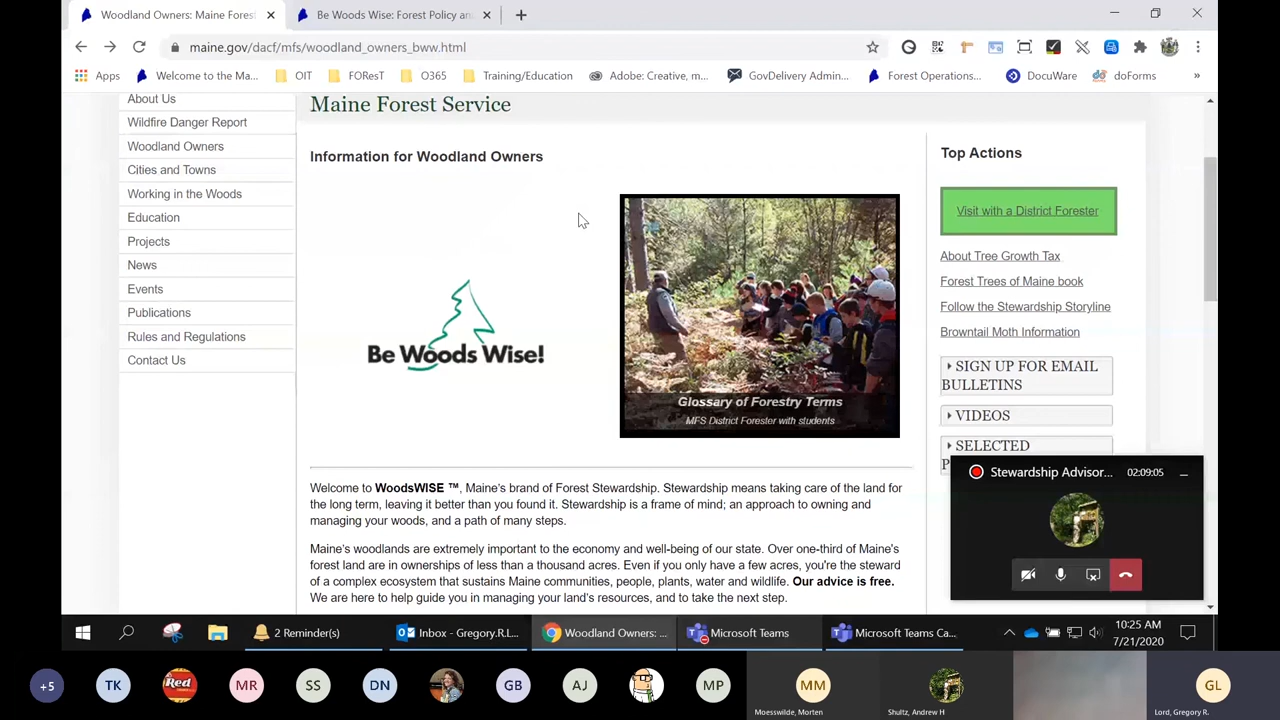 Woodland Owners: Maine Fores
Be Woods Wise: Forest Policy an
maine.gov/dacf/mfs/woodland_owners_bww.html
Apps
Welcome to the Ma...
OIT
FOResT
O365
Training/Education
Adobe: Creative, m...
GovDelivery Admin...
Forest Operations...
DocuWare
doForms
»
About Us
Wildfire Danger Report
Woodland Owners
Cities and Towns
Working in the Woods
Education
Projects
News
Events
Publications
Rules and Regulations
Contact Us
Maine Forest Service
Information for Woodland Owners
Be Woods Wise!
Glossary of Forestry Terms
MFS District Forester with students
Welcome to WoodsWISE ™, Maine's brand of Forest Stewardship. Stewardship means taking care of the land for
the long term, leaving it better than you found it. Stewardship is a frame of mind; an approach to owning and
managing your woods, and a path of many steps.
Maine's woodlands are extremely important to the economy and well-being of our state. Over one-third of Maine's
forest land are in ownerships of less than a thousand acres. Even if you only have a few acres, you're the steward
of a complex ecosystem that sustains Maine communities, people, plants, water and wildlife. Our advice is free.
We are here to help guide you in managing your land's resources, and to take the next step.
Top Actions
Visit with a District Forester
About Tree Growth Tax
Forest Trees of Maine book
Follow the Stewardship Storyline
Browntail Moth Information
SIGN UP FOR EMAIL
BULLETINS
VIDEOS
SELECTED
Stewardship Advisor...
02:09:05
2 Reminder(s)
Inbox - Gregory.R.L...
Woodland Owners: ...
Microsoft Teams
Microsoft Teams Ca...
10:25 AM
7/21/2020
+5
TK
Red
MR
SS
DN
GB
AJ
MP
MM
Moesswilde, Morten
Shultz, Andrew H
GL
Lord, Gregory R.